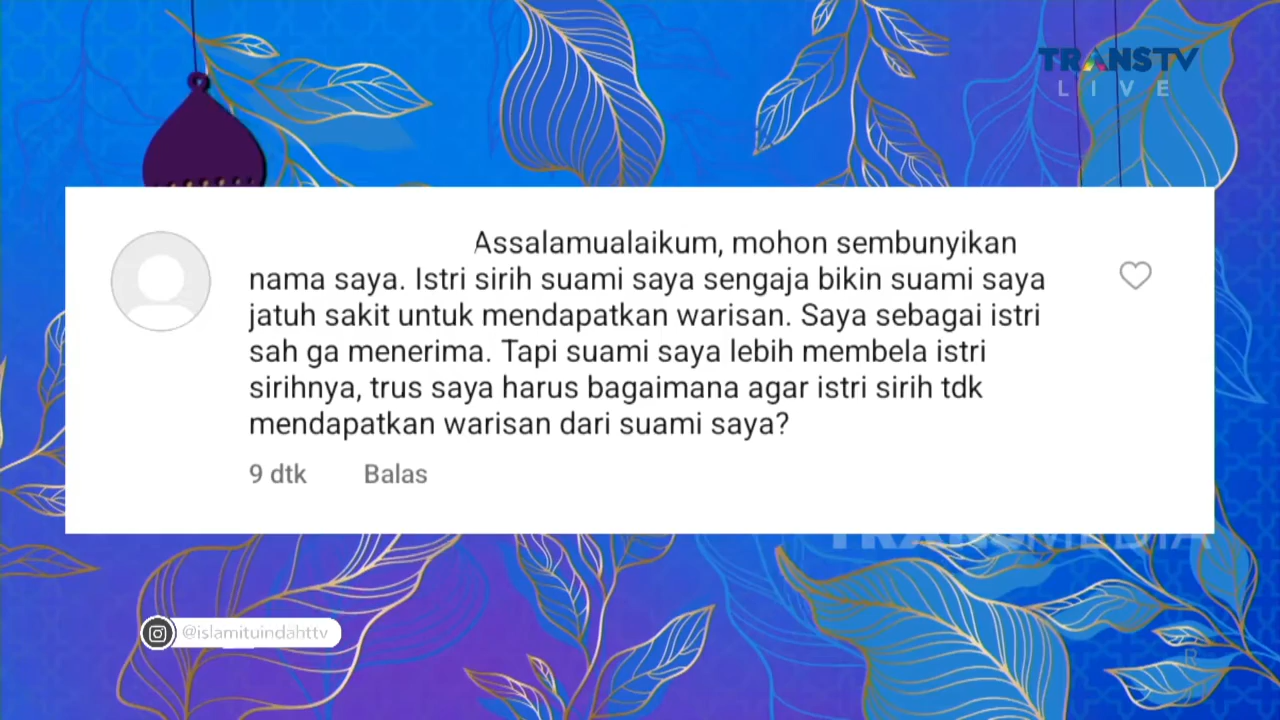 TRANSTV
LIVE
Assalamualaikum, mohon sembunyikan
nama saya. Istri sirih suami saya sengaja bikin suami saya
jatuh sakit untuk mendapatkan warisan. Saya sebagai istri
sah ga menerima. Tapi suami saya lebih membela istri
sirihnya, trus saya harus bagaimana agar istri sirih tdk
mendapatkan warisan dari suami saya?
9 dtk Balas
TRANSMEDIA
@islamituindahttv
R